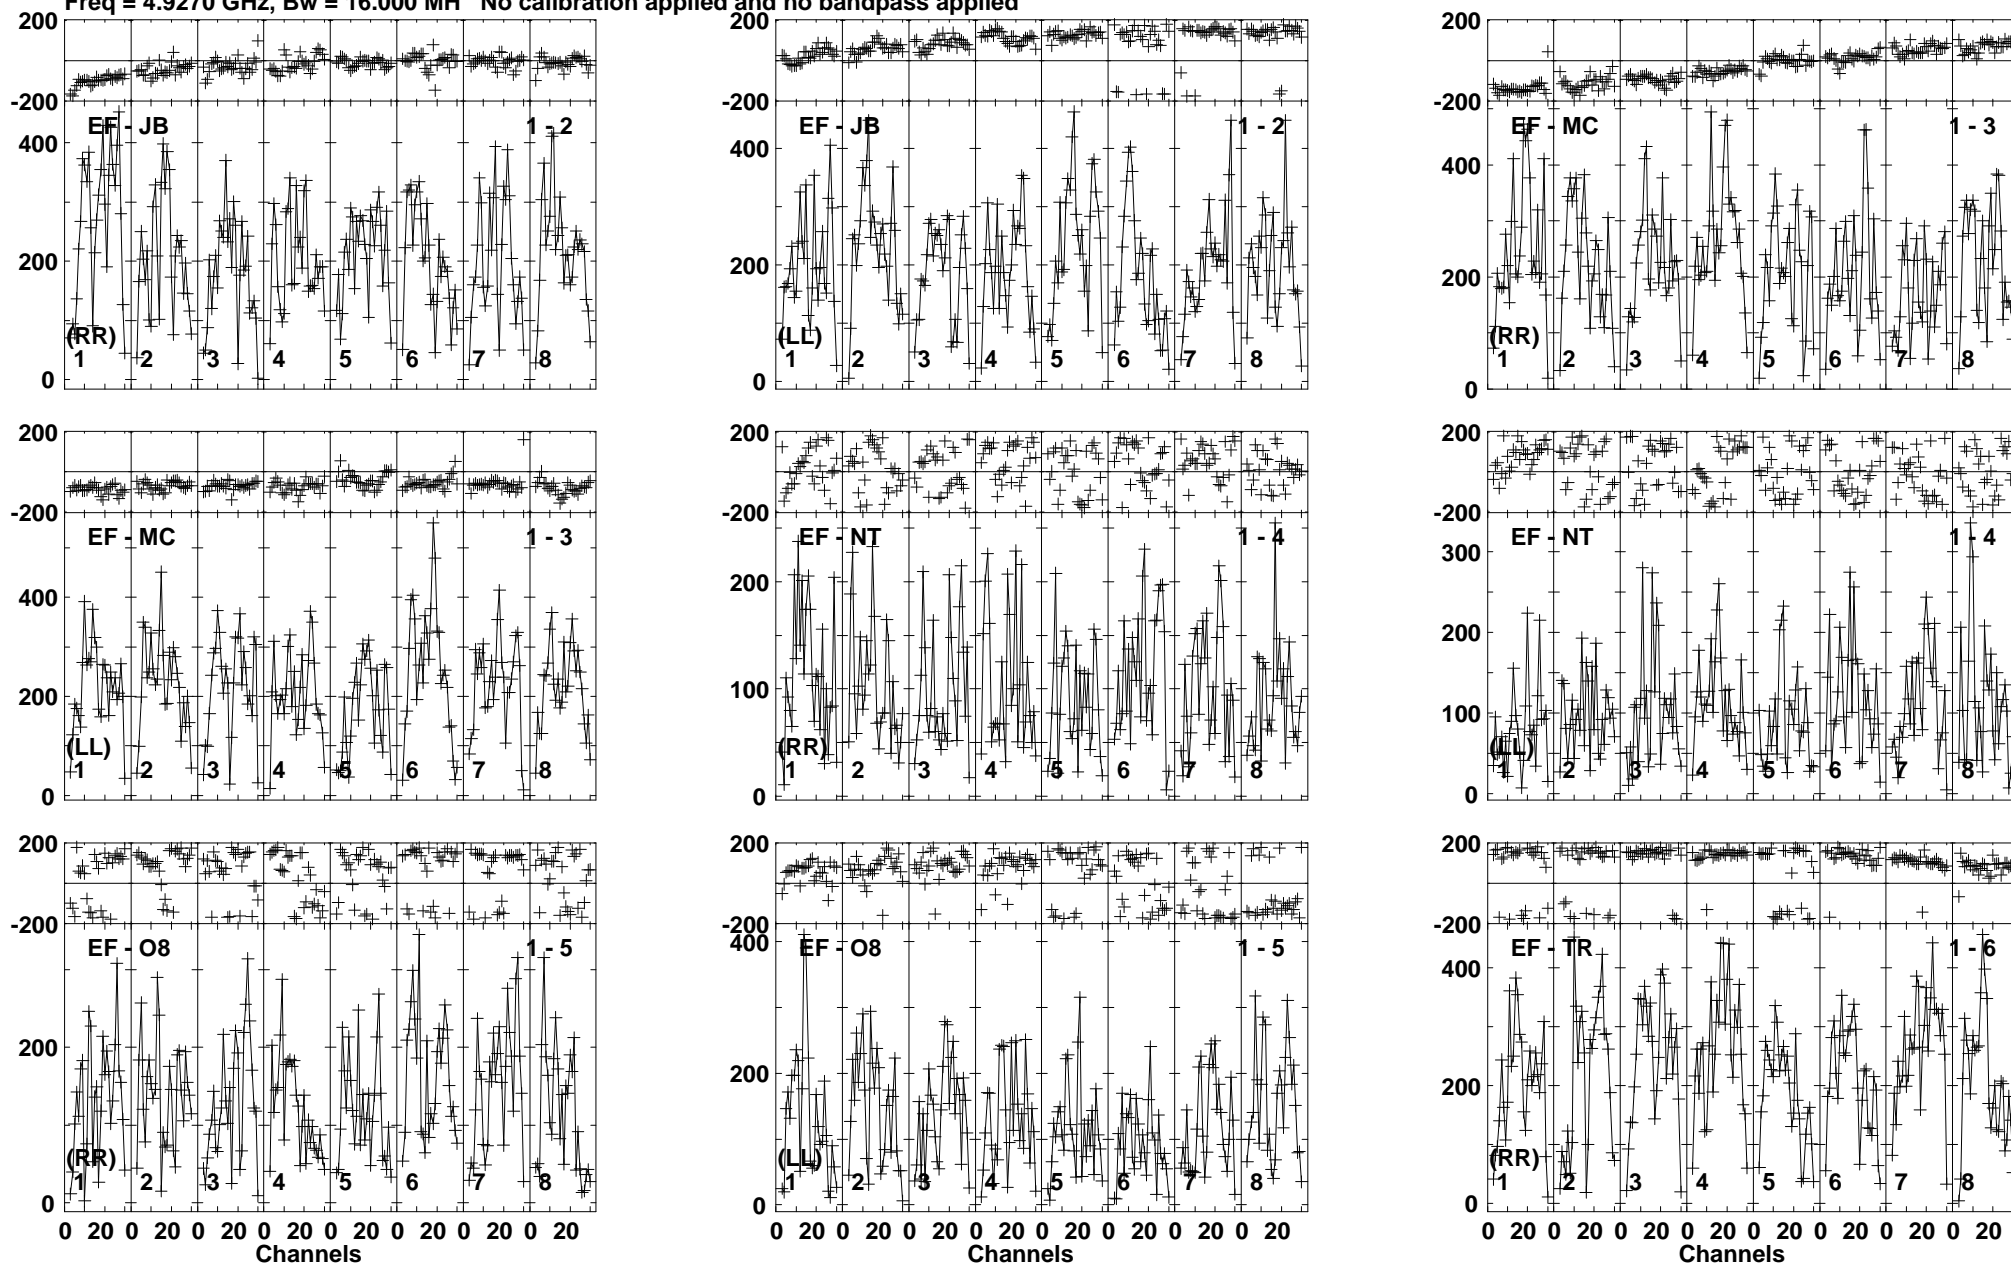 Freq = 4.9270 GHz, Bw = 16.000 MH No calibration applied and no bandpass applied
200 200 200
-200 -200 -200
EF - JB 1 - 2 EF - JB 1 - 2 EF - MC 1 - 3
400 400 400
200 200 200
(RR) (LL) (RR)
1 2 3 4 5 6 7 8 1 2 3 4 5 6 7 8 1 2 3 4 5 6 7 8
0 0 0
200 200 200
-200 -200 -200
EF - MC 1 - 3 EF - NT 1 - 4 EF - NT 1 - 4
400 200 300
200 100 200
100
(LL) (RR) (LL)
1 2 3 4 5 6 7 8 1 2 3 4 5 6 7 8 1 2 3 4 5 6 7 8
0 0 0
200 200 200
-200 -200 -200
EF - O8 1 - 5 EF - O8 1 - 5 EF - TR 1 - 6
200 400 400
200 200
(RR) (LL) (RR)
1 2 3 4 5 6 7 8 1 2 3 4 5 6 7 8 1 2 3 4 5 6 7 8
0 0 0
0 20 0 20 0 20 0 20 0 20 0 20 0 20 0 20 0 20 0 20 0 20 0 20 0 20 0 20 0 20 0 20 0 20 0 20 0 20 0 20 0 20 0 20 0 20 0 20
Channels Channels Channels